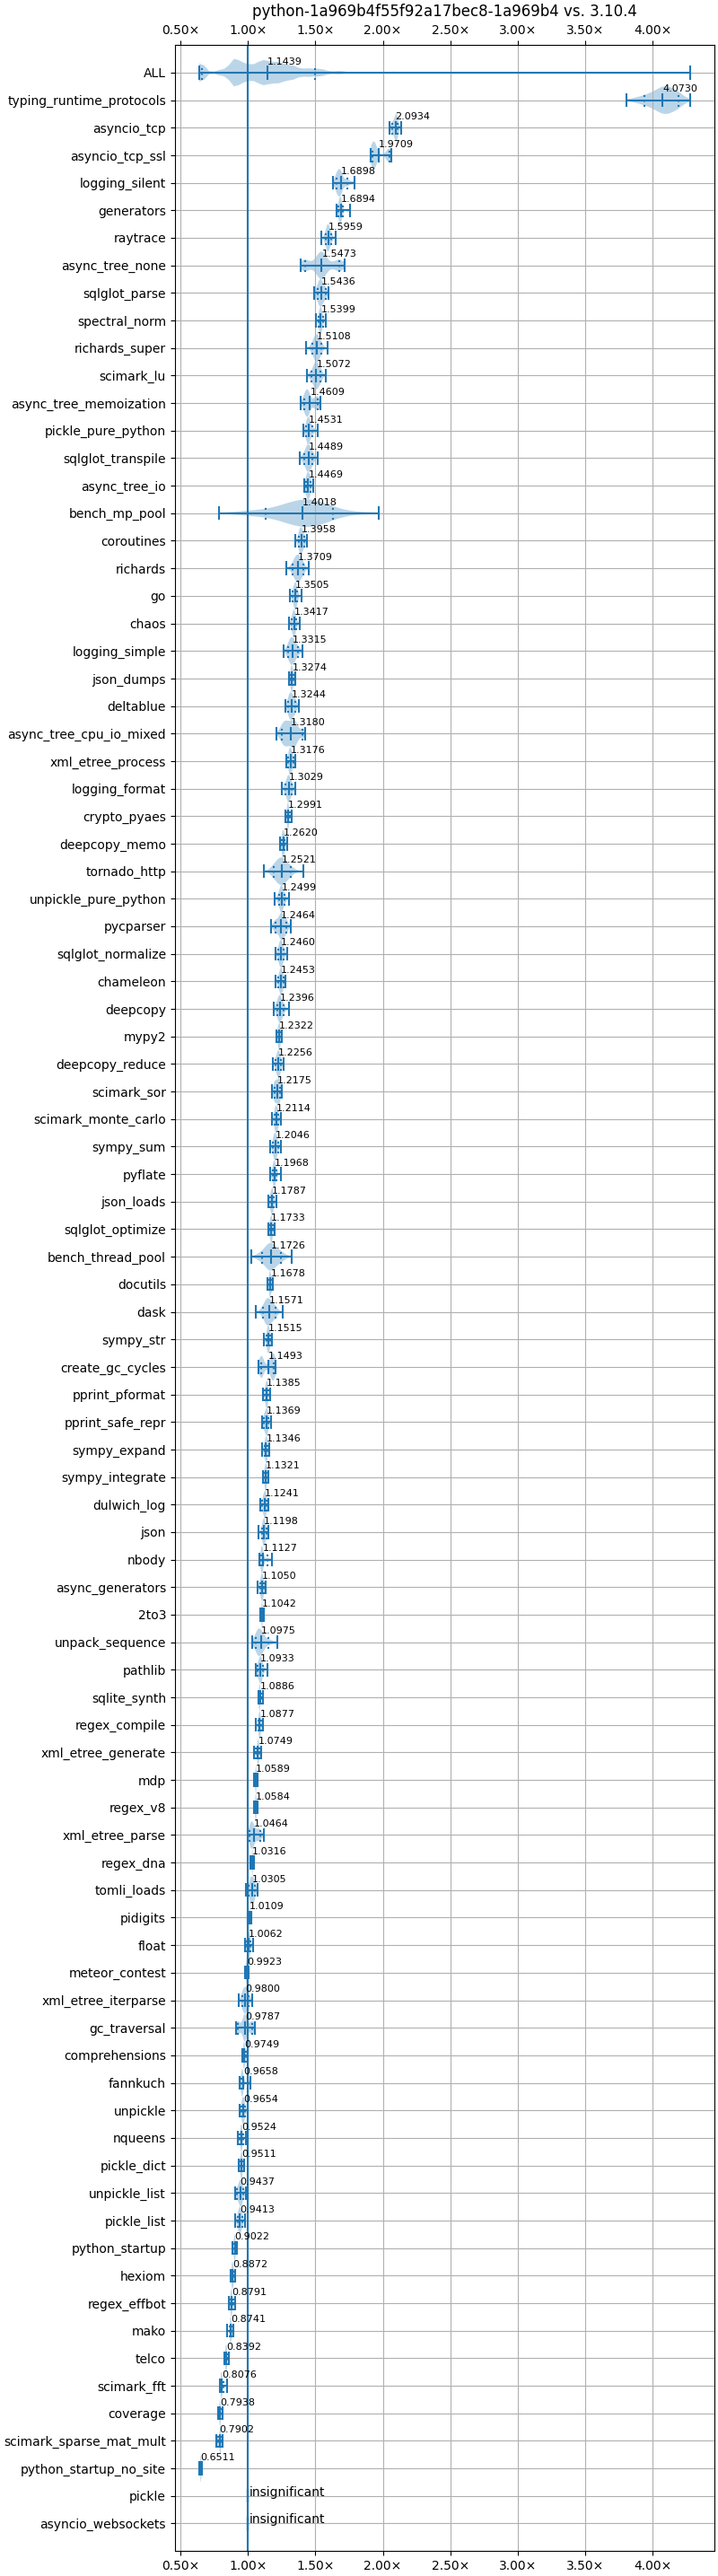 python-1a969b4f55f92a17bec8-1a969b4 vs. 3.10.4
0.50× 1.00× 1.50× 2.00× 2.50× 3.00× 3.50× 4.00×
ALL 1.1439
typing_runtime_protocols 4.0730
asyncio_tcp 2.0934
asyncio_tcp_ssl 1.9709
logging_silent 1.6898
generators 1.6894
raytrace 1.5959
async_tree_none 1.5473
sqlglot_parse 1.5436
spectral_norm 1.5399
richards_super 1.5108
scimark_lu 1.5072
async_tree_memoization 1.4609
pickle_pure_python 1.4531
sqlglot_transpile 1.4489
async_tree_io 1.4469
bench_mp_pool 1.4018
coroutines 1.3958
richards 1.3709
go 1.3505
chaos 1.3417
logging_simple 1.3315
json_dumps 1.3274
deltablue 1.3244
async_tree_cpu_io_mixed 1.3180
xml_etree_process 1.3176
logging_format 1.3029
crypto_pyaes 1.2991
deepcopy_memo 1.2620
tornado_http 1.2521
unpickle_pure_python 1.2499
pycparser 1.2464
sqlglot_normalize 1.2460
chameleon 1.2453
deepcopy 1.2396
mypy2 1.2322
deepcopy_reduce 1.2256
scimark_sor 1.2175
scimark_monte_carlo 1.2114
sympy_sum 1.2046
pyflate 1.1968
json_loads 1.1787
sqlglot_optimize 1.1733
bench_thread_pool 1.1726
docutils 1.1678
dask 1.1571
sympy_str 1.1515
create_gc_cycles 1.1493
pprint_pformat 1.1385
pprint_safe_repr 1.1369
sympy_expand 1.1346
sympy_integrate 1.1321
dulwich_log 1.1241
json 1.1198
nbody 1.1127
async_generators 1.1050
2to3 1.1042
unpack_sequence 1.0975
pathlib 1.0933
sqlite_synth 1.0886
regex_compile 1.0877
xml_etree_generate 1.0749
mdp 1.0589
regex_v8 1.0584
xml_etree_parse 1.0464
regex_dna 1.0316
tomli_loads 1.0305
pidigits 1.0109
float 1.0062
meteor_contest 0.9923
xml_etree_iterparse 0.9800
gc_traversal 0.9787
comprehensions 0.9749
fannkuch 0.9658
unpickle 0.9654
nqueens 0.9524
pickle_dict 0.9511
unpickle_list 0.9437
pickle_list 0.9413
python_startup 0.9022
hexiom 0.8872
regex_effbot 0.8791
mako 0.8741
telco 0.8392
scimark_fft 0.8076
coverage 0.7938
scimark_sparse_mat_mult 0.7902
python_startup_no_site 0.6511
pickle insignificant
asyncio_websockets insignificant
0.50× 1.00× 1.50× 2.00× 2.50× 3.00× 3.50× 4.00×